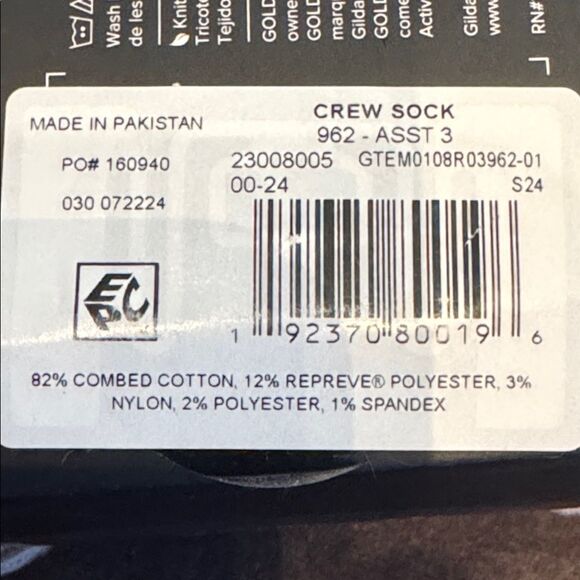 Wash
de les
Knit
Tricote
Tejido
GOLD
owne
GOLD
marq
Gilda
GOLD
come
Activ
Gilda
www
RN#
CREW SOCK
MADE IN PAKISTAN
962 - ASST 3
PO# 160940
23008005 GTEM0108R03962-01
00-24 S24
030 072224
EPC
1 92370 80019 6
82% COMBED COTTON, 12% REPREVE® POLYESTER, 3%
NYLON, 2% POLYESTER, 1% SPANDEX